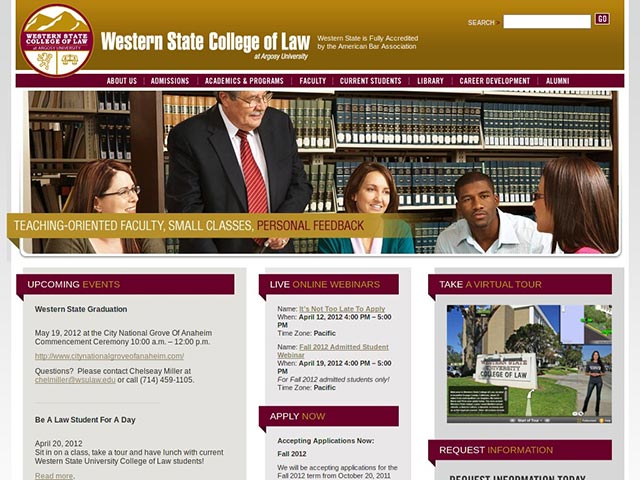 WESTERN STATE
COLLEGE OF LAW
at ARGOSY UNIVERSITY
Western State College of Law
at Argosy University
Western State is Fully Accredited
by the American Bar Association
SEARCH >
GO
ABOUT US
ADMISSIONS
ACADEMICS & PROGRAMS
FACULTY
CURRENT STUDENTS
LIBRARY
CAREER DEVELOPMENT
ALUMNI
TEACHING-ORIENTED FACULTY, SMALL CLASSES, PERSONAL FEEDBACK
UPCOMING EVENTS
Western State Graduation
May 19, 2012 at the City National Grove Of Anaheim
Commencement Ceremony 10:00 a.m. – 12:00 p.m.
http://www.citynationalgroveofanaheim.com/
Questions? Please contact Chelseay Miller at
chelmiller@wsulaw.edu or call (714) 459-1105.
Be A Law Student For A Day
April 20, 2012
Sit in on a class, take a tour and have lunch with current
Western State University College of Law students!
Read more.
LIVE ONLINE WEBINARS
Name: It's Not Too Late To Apply
When: April 12, 2012 4:00 PM – 5:00
PM
Time Zone: Pacific
Name: Fall 2012 Admitted Student
Webinar
When: April 19, 2012 4:00 PM – 5:00
PM
For Fall 2012 admitted students only!
Time Zone: Pacific
APPLY NOW
Accepting Applications Now:
Fall 2012
We will be accepting applications for the
Fall 2012 term from October 20, 2011
TAKE A VIRTUAL TOUR
WESTERN STATE
COLLEGE OF LAW
Start of Tour
REQUEST INFORMATION
REQUEST INFORMATION TODAY